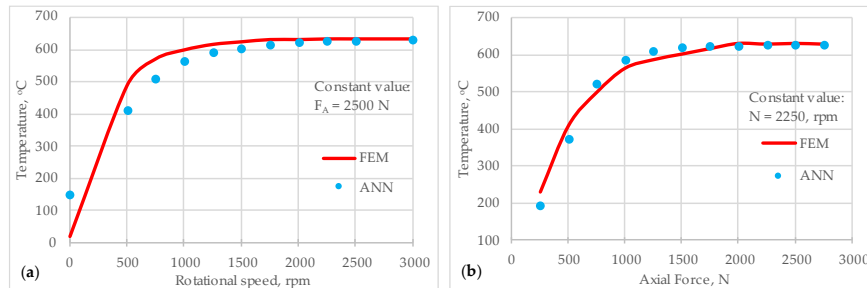 700
600
500
400
300
200
100
0
Temperature, °C
Constant value:
F_A = 2500 N
FEM
ANN
0
500
1000
1500
2000
2500
3000
(a)
Rotational speed, rpm
700
600
500
400
300
200
100
Temperature, °C
Constant value:
N = 2250, rpm
FEM
ANN
0
500
1000
1500
2000
2500
3000
(b)
Axial Force, N